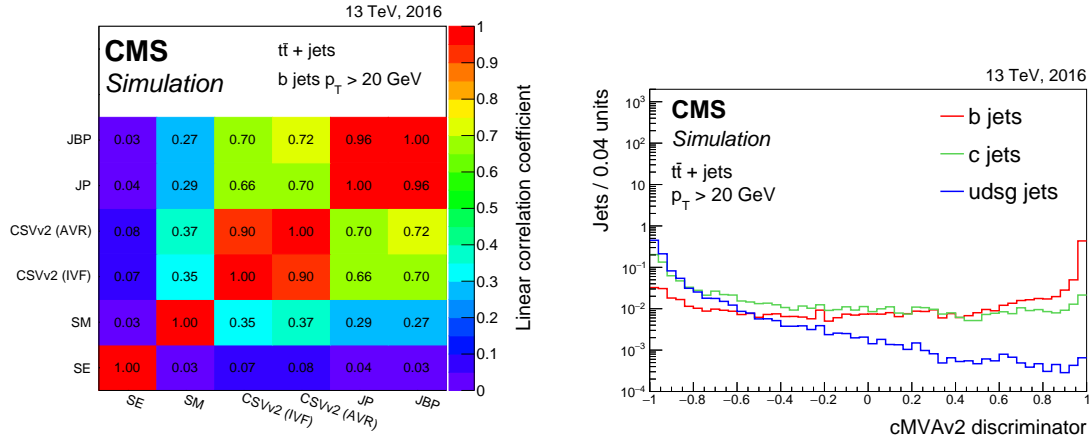 13 TeV, 2016
CMS
Simulation
tt̄ + jets
b jets p_T > 20 GeV
JBP 0.03 0.27 0.70 0.72 0.96 1.00
JP 0.04 0.29 0.66 0.70 1.00 0.96
CSVv2 (AVR) 0.08 0.37 0.90 1.00 0.70 0.72
CSVv2 (IVF) 0.07 0.35 1.00 0.90 0.66 0.70
SM 0.03 1.00 0.35 0.37 0.29 0.27
SE 1.00 0.03 0.07 0.08 0.04 0.03
SE SM CSVv2 (IVF) CSVv2 (AVR) JP JBP
1
0.9
0.8
0.7
0.6
0.5
0.4
0.3
0.2
0.1
0
Linear correlation coefficient
13 TeV, 2016
CMS
Simulation
tt̄ + jets
p_T > 20 GeV
b jets
c jets
udsg jets
Jets / 0.04 units
10³
10²
10
1
10⁻¹
10⁻²
10⁻³
10⁻⁴
−1 −0.8 −0.6 −0.4 −0.2 0 0.2 0.4 0.6 0.8 1
cMVAv2 discriminator